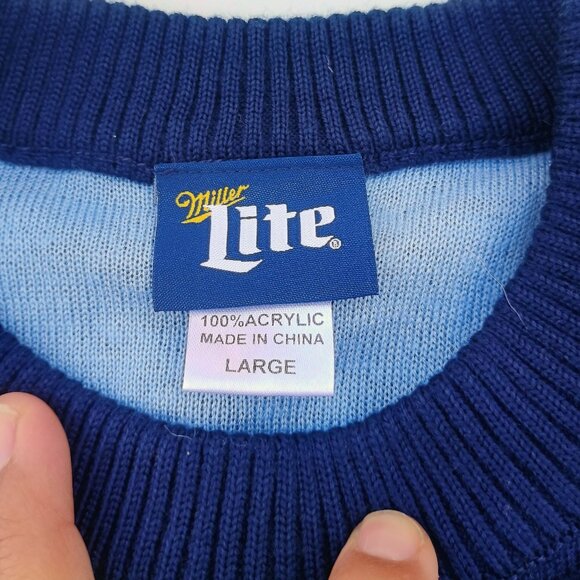 Miller
Lite®
100%ACRYLIC
MADE IN CHINA
LARGE